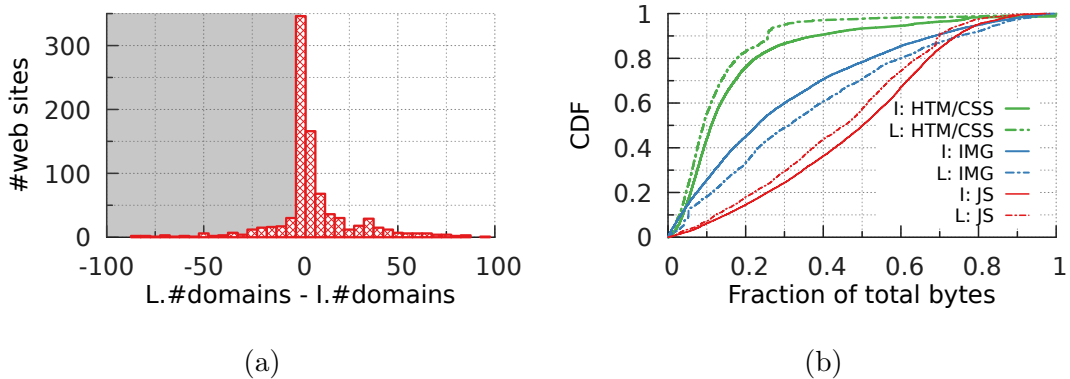 #web sites
350
300
200
100
0
-100
-50
0
50
100
L.#domains - I.#domains
(a)
CDF
1
0.8
0.6
0.4
0.2
0
0
0.2
0.4
0.6
0.8
1
I: HTM/CSS
L: HTM/CSS
I: IMG
L: IMG
I: JS
L: JS
Fraction of total bytes
(b)